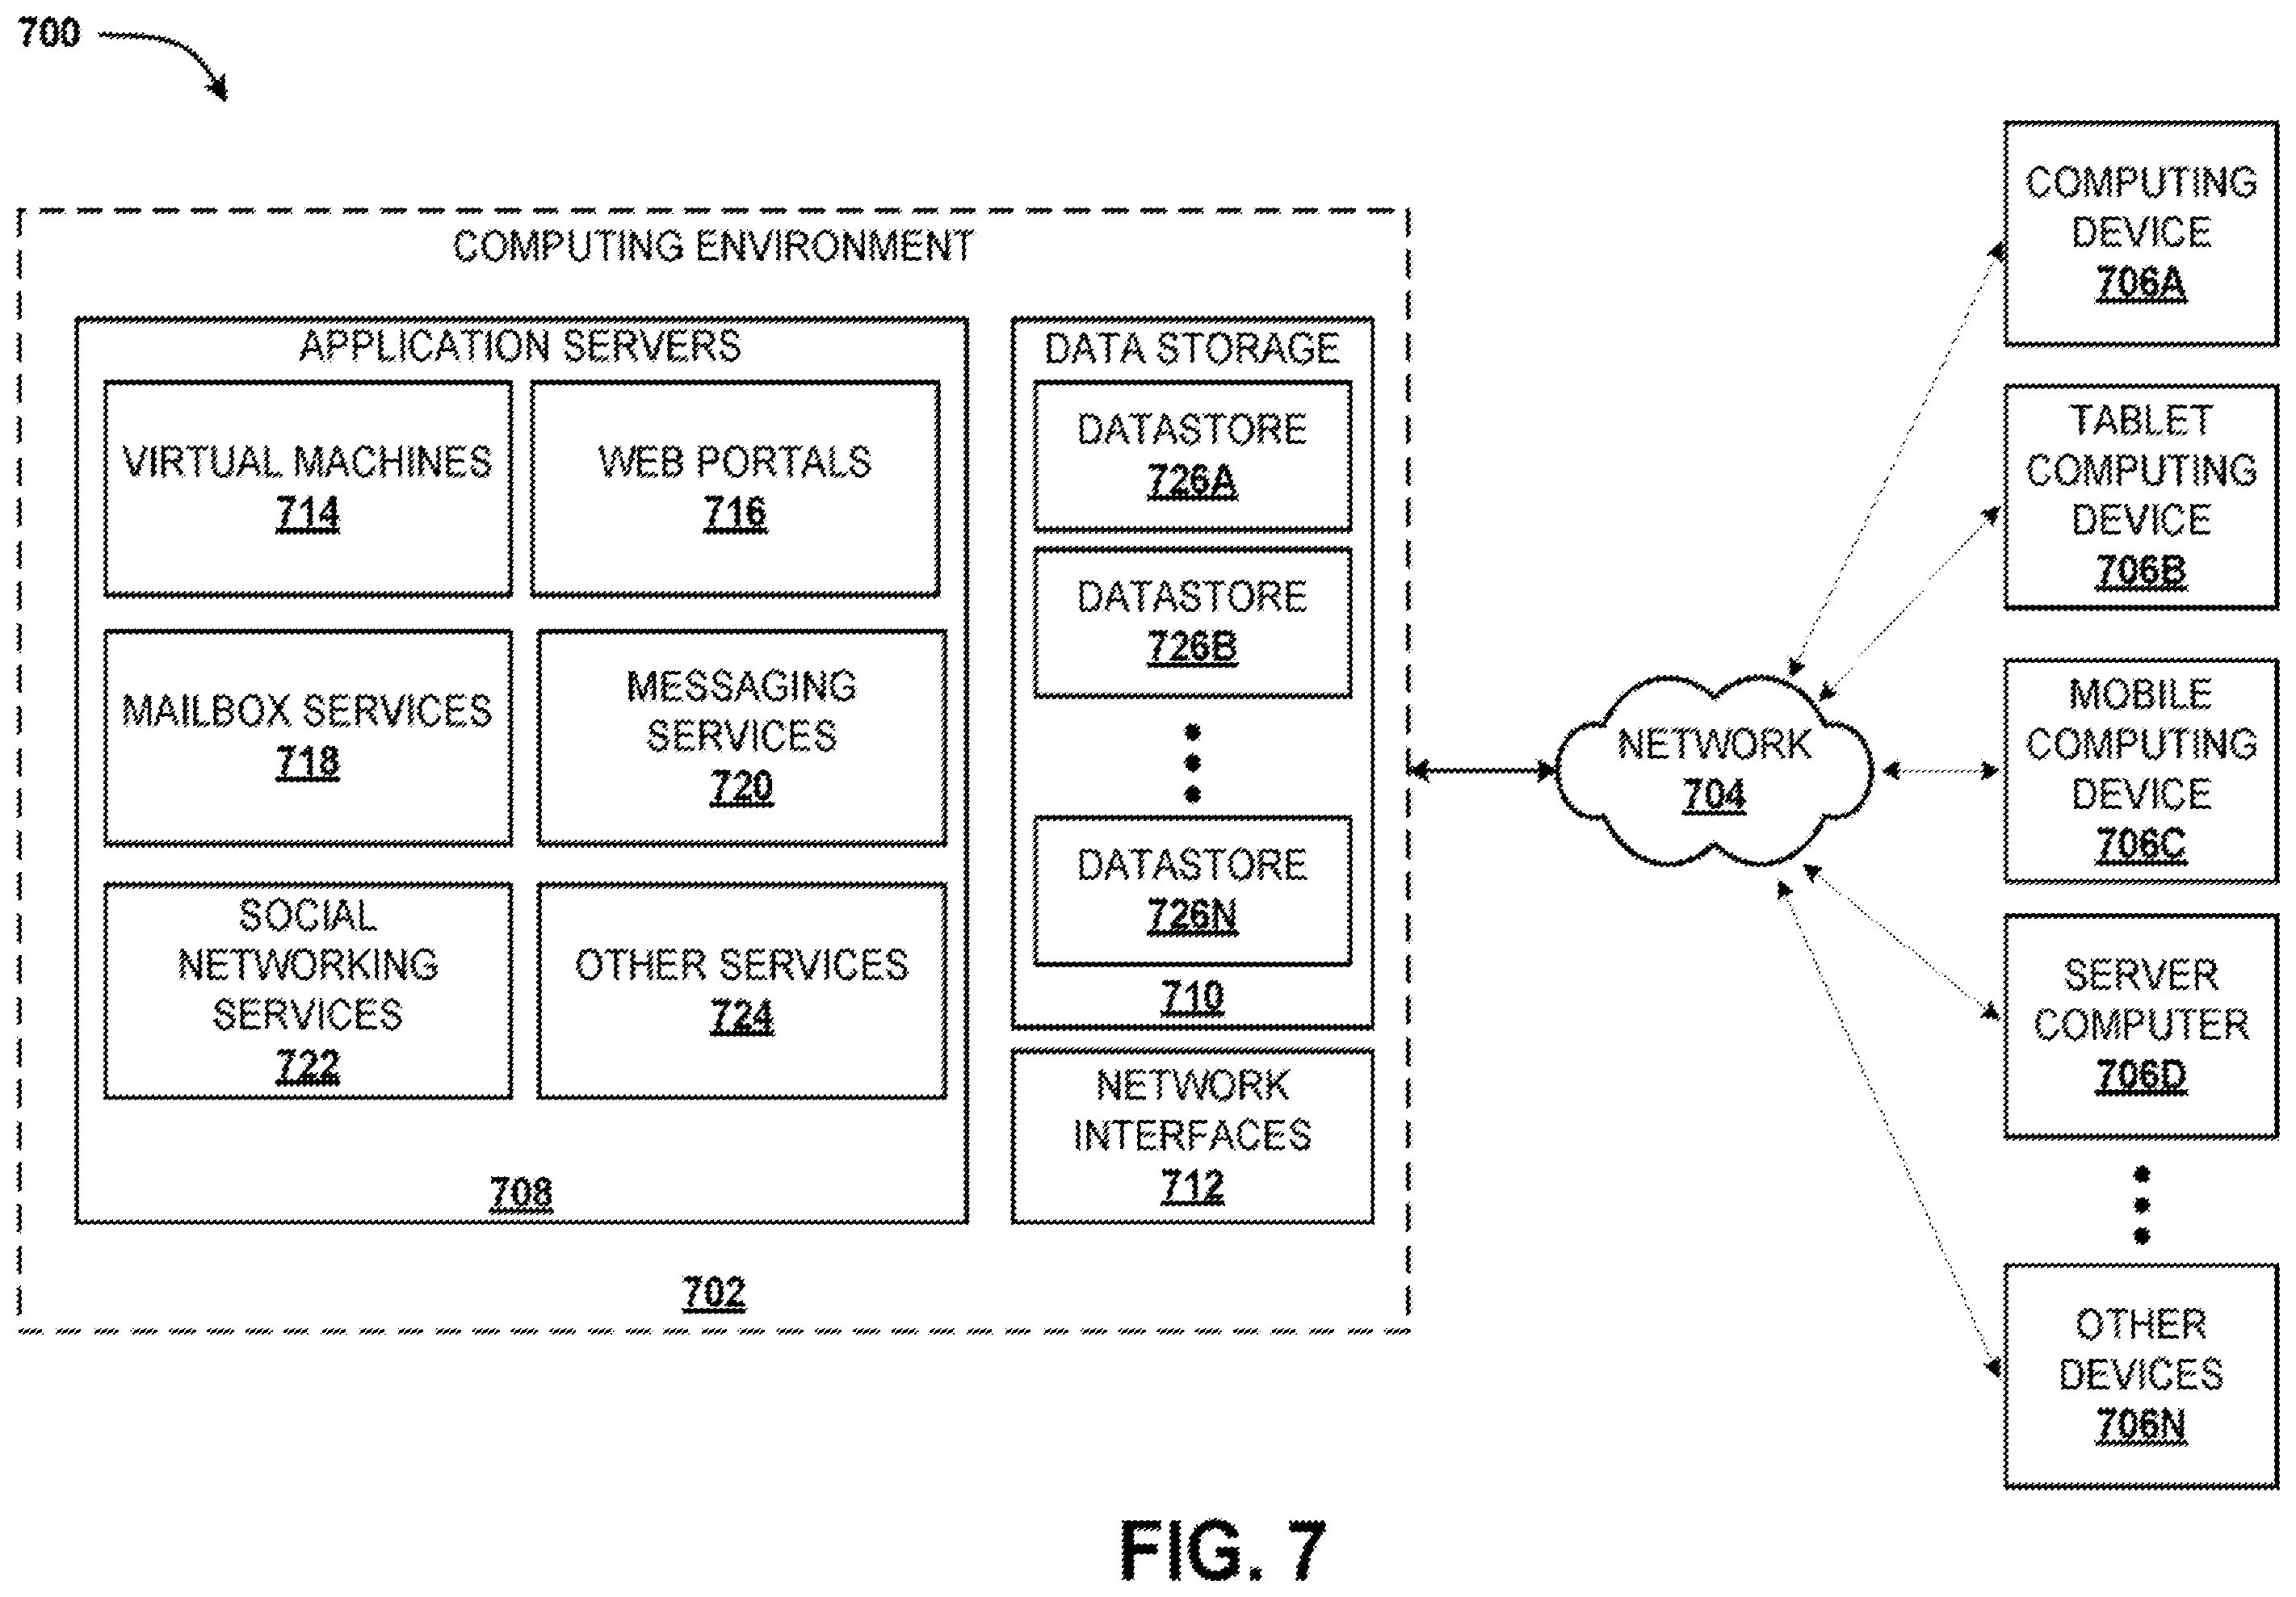 700
COMPUTING ENVIRONMENT
APPLICATION SERVERS
VIRTUAL MACHINES
714
WEB PORTALS
716
MAILBOX SERVICES
718
MESSAGING
SERVICES
720
SOCIAL
NETWORKING
SERVICES
722
OTHER SERVICES
724
708
DATA STORAGE
DATASTORE
726A
DATASTORE
726B
DATASTORE
726N
710
NETWORK
INTERFACES
712
702
NETWORK
704
COMPUTING
DEVICE
706A
TABLET
COMPUTING
DEVICE
706B
MOBILE
COMPUTING
DEVICE
706C
SERVER
COMPUTER
706D
OTHER
DEVICES
706N
FIG. 7